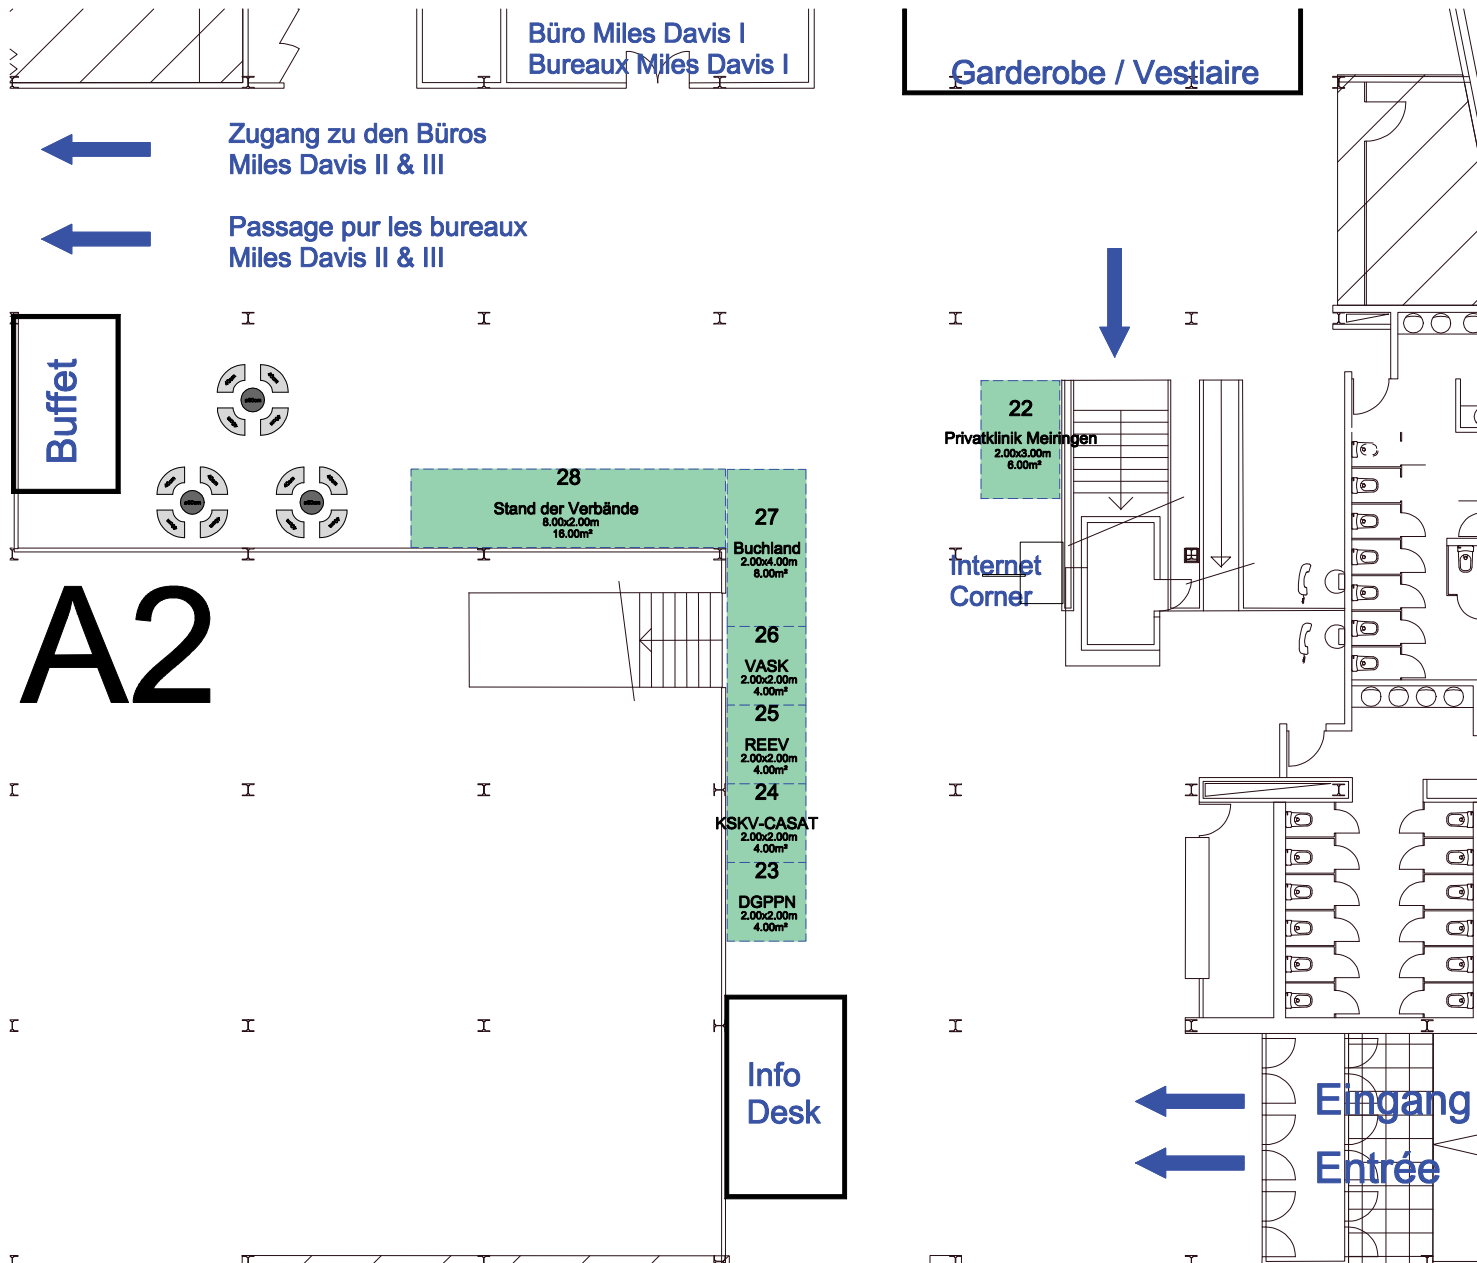 Büro Miles Davis I
Bureaux Miles Davis I
Garderobe / Vestiaire
Zugang zu den Büros
Miles Davis II & III
Passage pur les bureaux
Miles Davis II & III
Buffet
22
Privatklinik Meiringen
2.00x3.00m
6.00m²
28
Stand der Verbände
8.00x2.00m
16.00m²
27
Buchland
2.00x4.00m
8.00m²
Internet
Corner
A2
26
VASK
2.00x2.00m
4.00m²
25
REEV
2.00x2.00m
4.00m²
24
KSKV-CASAT
2.00x2.00m
4.00m²
23
DGPPN
2.00x2.00m
4.00m²
Info
Desk
Eingang
Entrée